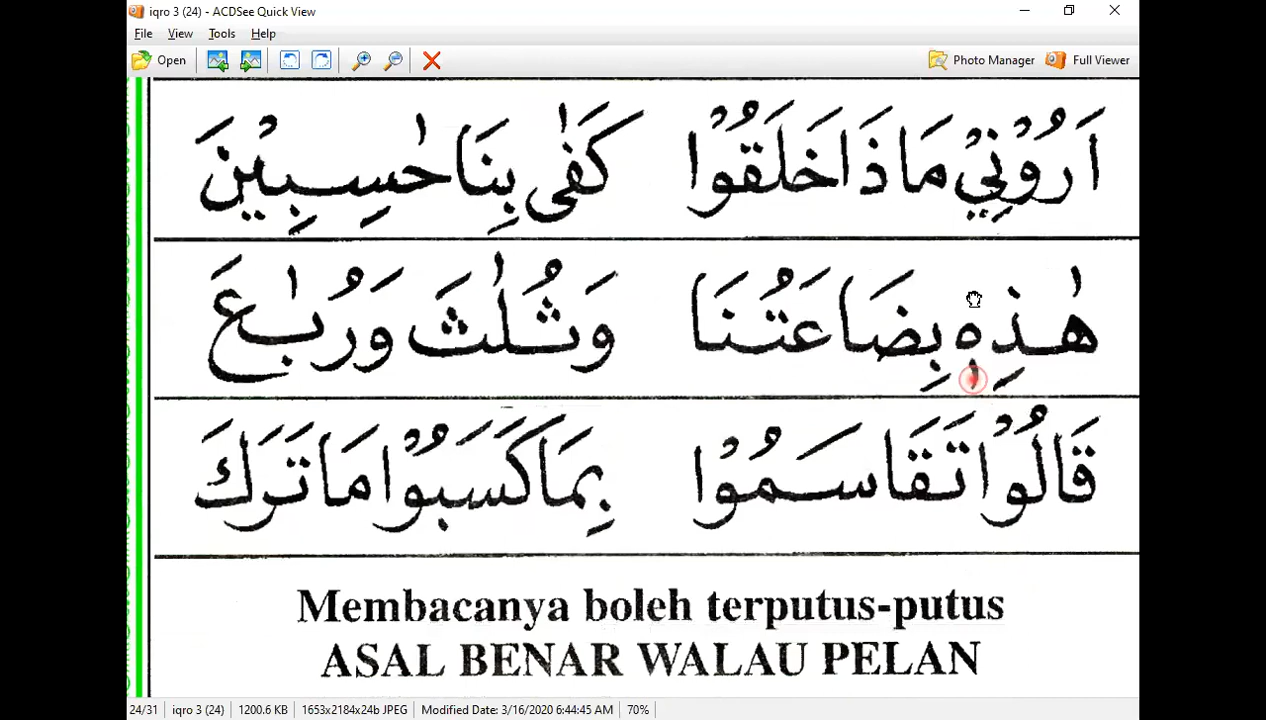 iqro 3 (24) - ACDSee Quick View
File View Tools Help
Open Photo Manager Full Viewer
اَرُوْنِيْ مَاذَا خَلَقُوْا كَفٰى بِنَا حٰسِبِيْنَ
هٰذِهٖ بِضَاعَتُنَا وَثُلٰثَ وَرُبٰعَ
قَالُوْا تَقَاسَمُوْا بِمَا كَسَبُوْا مَا تَرَكَ
Membacanya boleh terputus-putus
ASAL BENAR WALAU PELAN
24/31 iqro 3 (24) 1200.6 KB 1653x2184x24b JPEG Modified Date: 3/16/2020 6:44:45 AM 70%